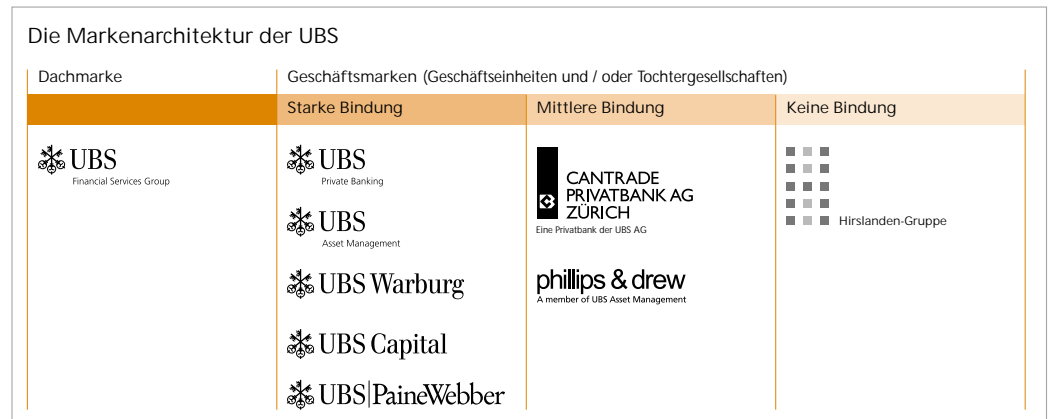 Die Markenarchitektur der UBS
Dachmarke
Geschäftsmarken (Geschäftseinheiten und / oder Tochtergesellschaften)
Starke Bindung
Mittlere Bindung
Keine Bindung
UBS
Financial Services Group
UBS
Private Banking
UBS
Asset Management
UBS Warburg
UBS Capital
UBS|PaineWebber
CANTRADE
PRIVATBANK AG
ZÜRICH
Eine Privatbank der UBS AG
phillips & drew
A member of UBS Asset Management
Hirslanden-Gruppe